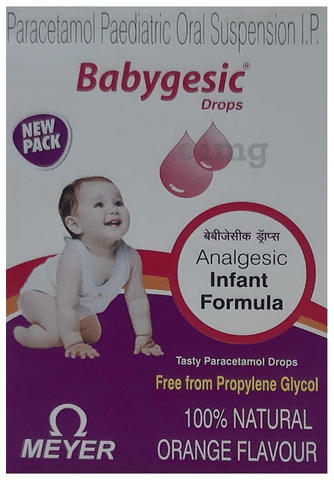 Paracetamol Paediatric Oral Suspension I.P.
Babygesic®
Drops
NEW
PACK
1mg
बेबीजेसीक ड्रॉप्स
Analgesic
Infant
Formula
Tasty Paracetamol Drops
Free from Propylene Glycol
100% NATURAL
ORANGE FLAVOUR
MEYER